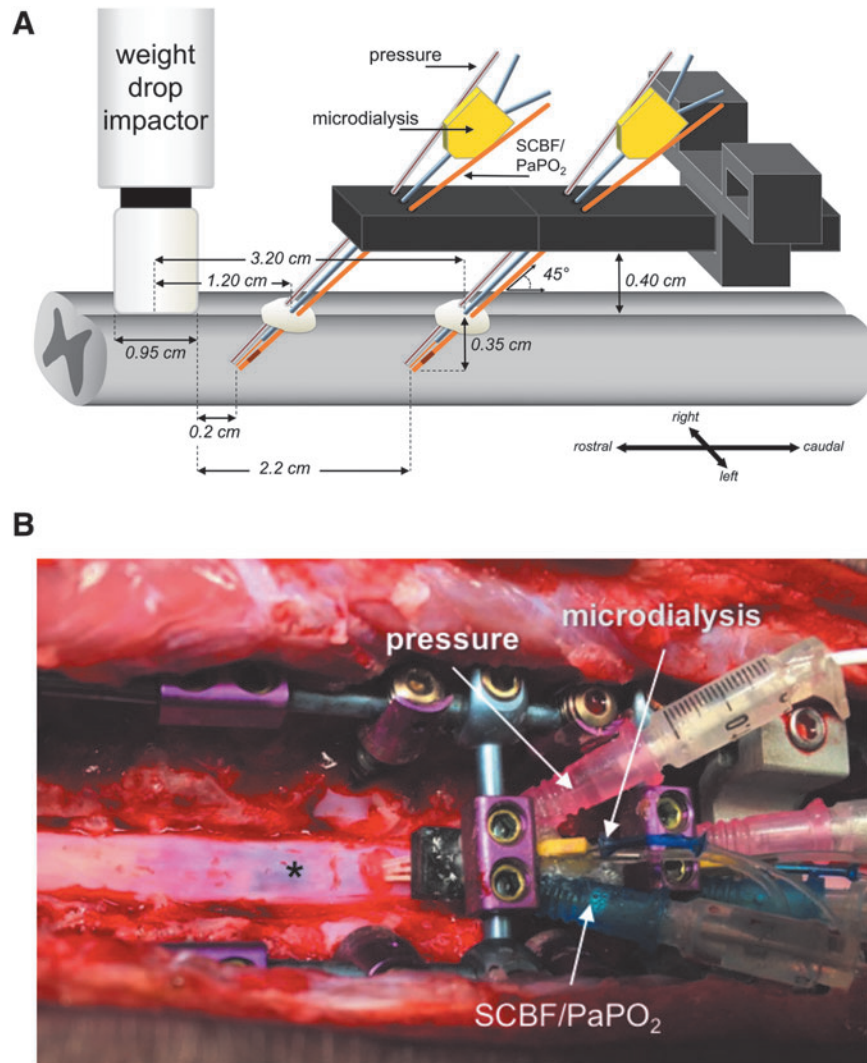 A
weight
drop
impactor
pressure
microdialysis
SCBF/
PaPO₂
3.20 cm
1.20 cm
45°
0.40 cm
0.95 cm
0.35 cm
0.2 cm
2.2 cm
right
rostral
caudal
left
B
pressure
microdialysis
*
SCBF/PaPO₂